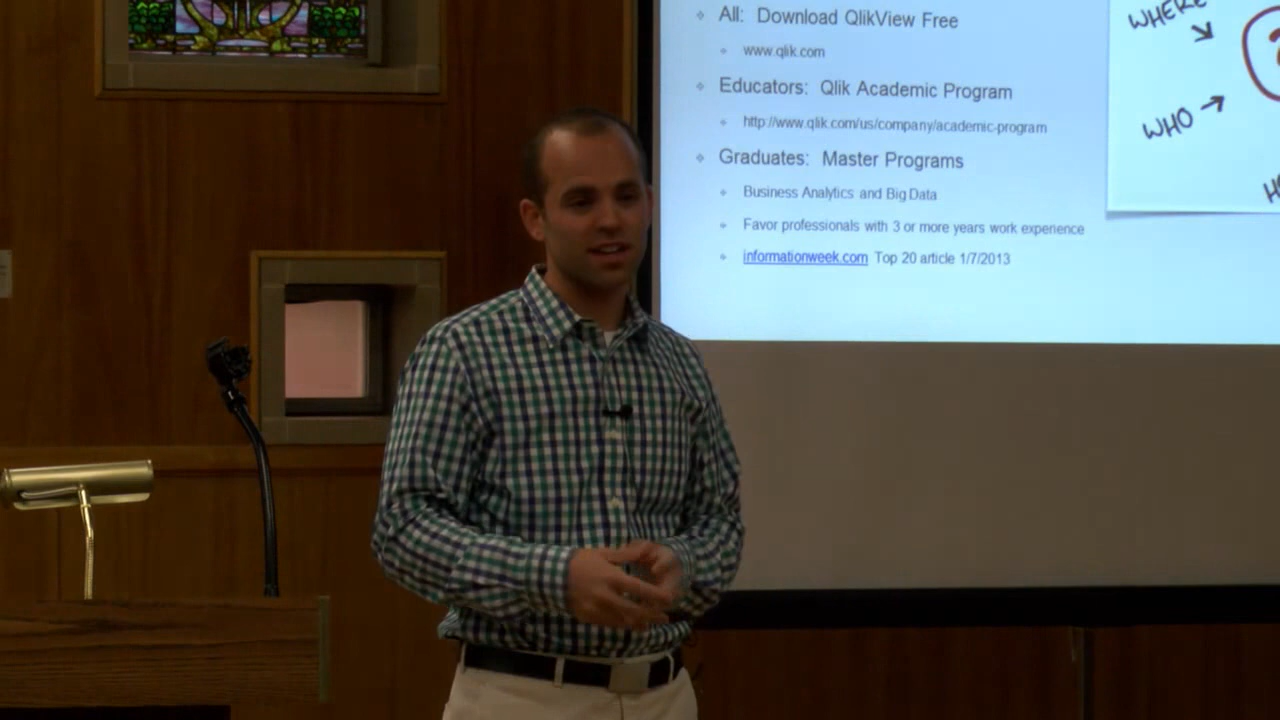 All: Download QlikView Free
www.qlik.com
Educators: Qlik Academic Program
http://www.qlik.com/us/company/academic-program
Graduates: Master Programs
Business Analytics and Big Data
Favor professionals with 3 or more years work experience
informationweek.com Top 20 article 1/7/2013
WHERE
?
WHO